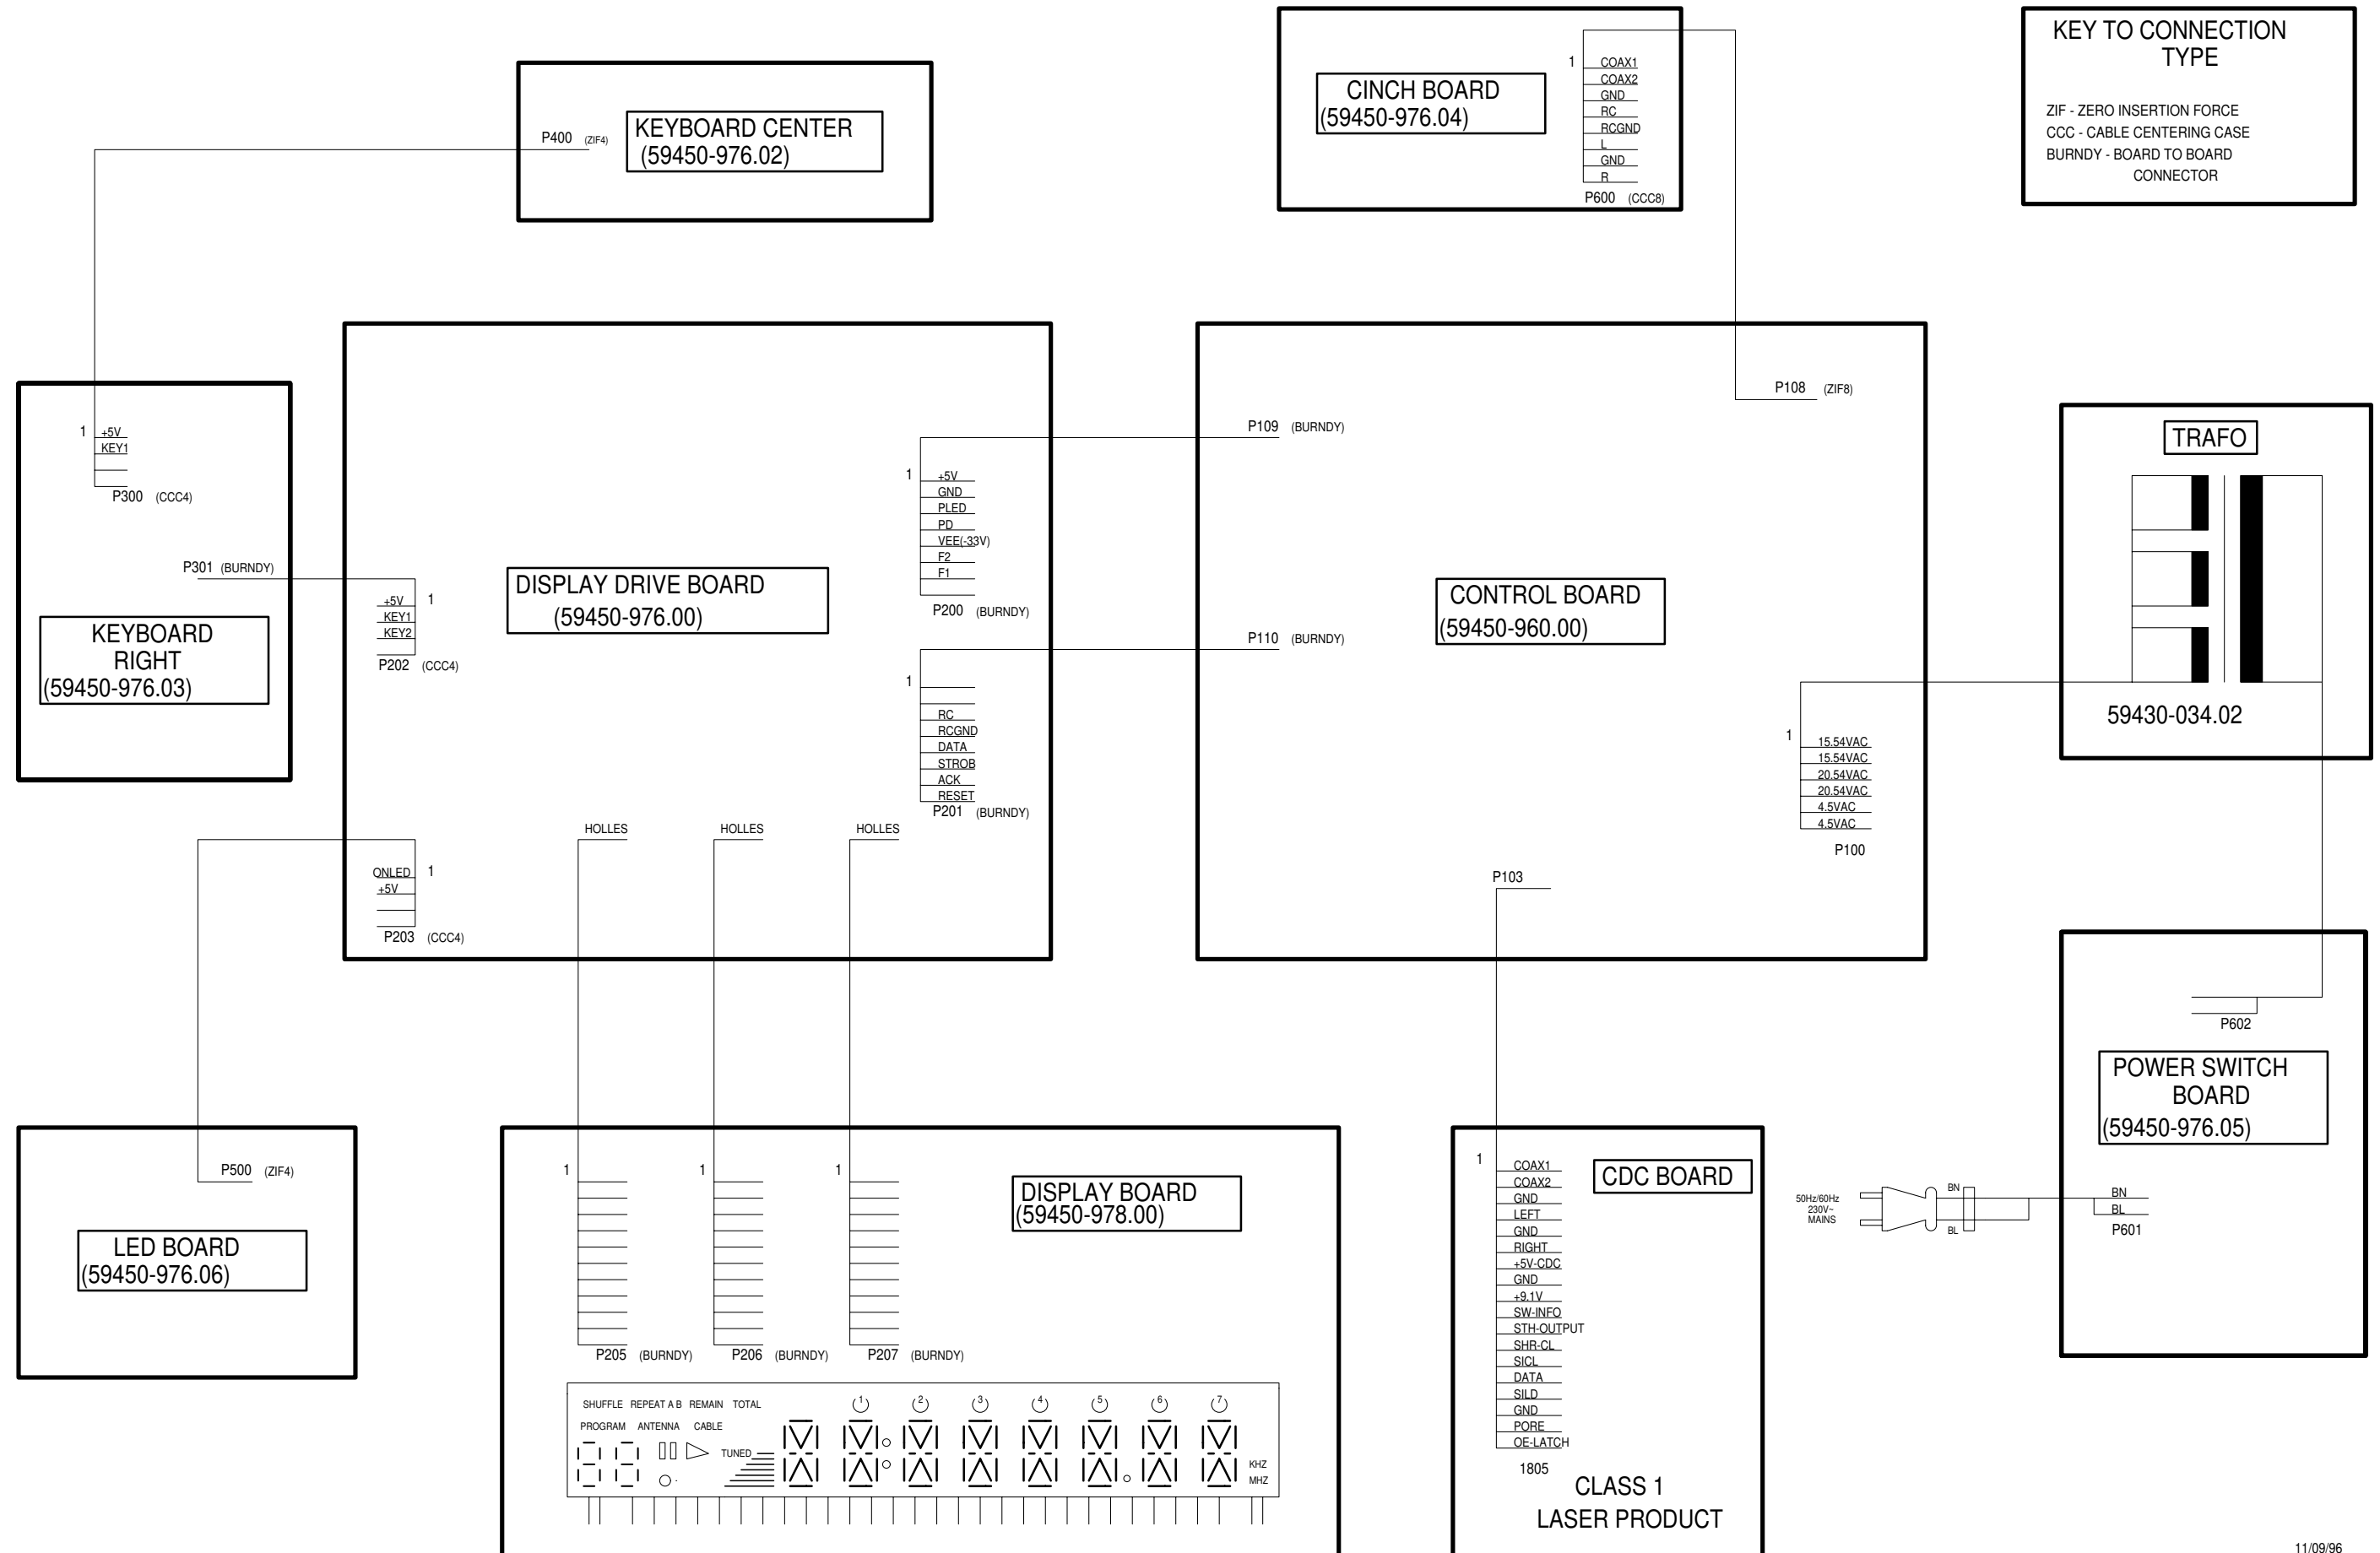 KEY TO CONNECTION
TYPE
ZIF - ZERO INSERTION FORCE
CCC - CABLE CENTERING CASE
BURNDY - BOARD TO BOARD
CONNECTOR
P400 (ZIF4)
KEYBOARD CENTER
(59450-976.02)
CINCH BOARD
(59450-976.04)
1
COAX1
COAX2
GND
RC
RCGND
L
GND
R
P600 (CCC8)
1
+5V
KEY1
P300 (CCC4)
P301 (BURNDY)
KEYBOARD
RIGHT
(59450-976.03)
1
+5V
KEY1
KEY2
P202 (CCC4)
DISPLAY DRIVE BOARD
(59450-976.00)
1
+5V
GND
PLED
PD
VEE(-33V)
F2
F1
P200 (BURNDY)
1
RC
RCGND
DATA
STROB
ACK
RESET
P201 (BURNDY)
HOLLES
HOLLES
HOLLES
ONLED 1
+5V
P203 (CCC4)
P109 (BURNDY)
P108 (ZIF8)
P110 (BURNDY)
CONTROL BOARD
(59450-960.00)
1
15.54VAC
15.54VAC
20.54VAC
20.54VAC
4.5VAC
4.5VAC
P100
P103
TRAFO
59430-034.02
P602
POWER SWITCH
BOARD
(59450-976.05)
BN
BL
P601
50Hz/60Hz
230V~
MAINS
BN
BL
P500 (ZIF4)
LED BOARD
(59450-976.06)
1
1
1
DISPLAY BOARD
(59450-978.00)
P205 (BURNDY)
P206 (BURNDY)
P207 (BURNDY)
SHUFFLE REPEAT A B REMAIN TOTAL
PROGRAM ANTENNA CABLE
TUNED
1 2 3 4 5 6 7
KHZ
MHZ
1
CDC BOARD
COAX1
COAX2
GND
LEFT
GND
RIGHT
+5V-CDC
GND
+9.1V
SW-INFO
STH-OUTPUT
SHR-CL
SICL
DATA
SILD
GND
PORE
OE-LATCH
1805
CLASS 1
LASER PRODUCT
11/09/96